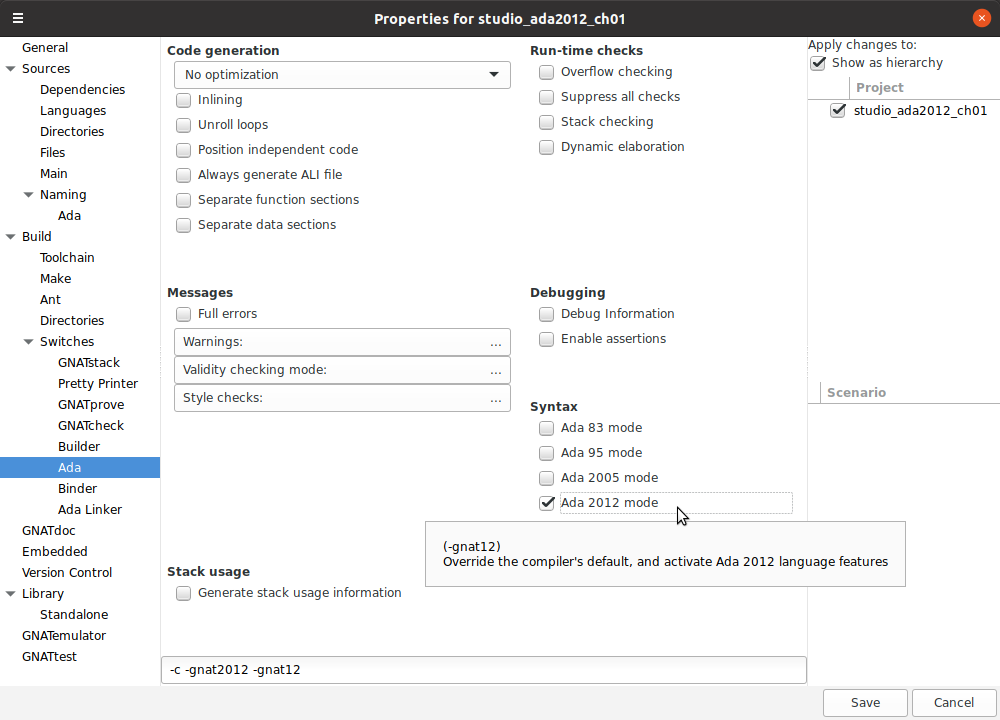 Properties for studio_ada2012_ch01
General
Sources
Dependencies
Languages
Directories
Files
Main
Naming
Ada
Build
Toolchain
Make
Ant
Directories
Switches
GNATstack
Pretty Printer
GNATprove
GNATcheck
Builder
Ada
Binder
Ada Linker
GNATdoc
Embedded
Version Control
Library
Standalone
GNATemulator
GNATtest
Code generation
No optimization
Inlining
Unroll loops
Position independent code
Always generate ALI file
Separate function sections
Separate data sections
Run-time checks
Overflow checking
Suppress all checks
Stack checking
Dynamic elaboration
Messages
Full errors
Warnings: ...
Validity checking mode: ...
Style checks: ...
Debugging
Debug Information
Enable assertions
Syntax
Ada 83 mode
Ada 95 mode
Ada 2005 mode
Ada 2012 mode
(-gnat12)
Override the compiler's default, and activate Ada 2012 language features
Stack usage
Generate stack usage information
-c -gnat2012 -gnat12
Apply changes to:
Show as hierarchy
Project
studio_ada2012_ch01
Scenario
Save
Cancel